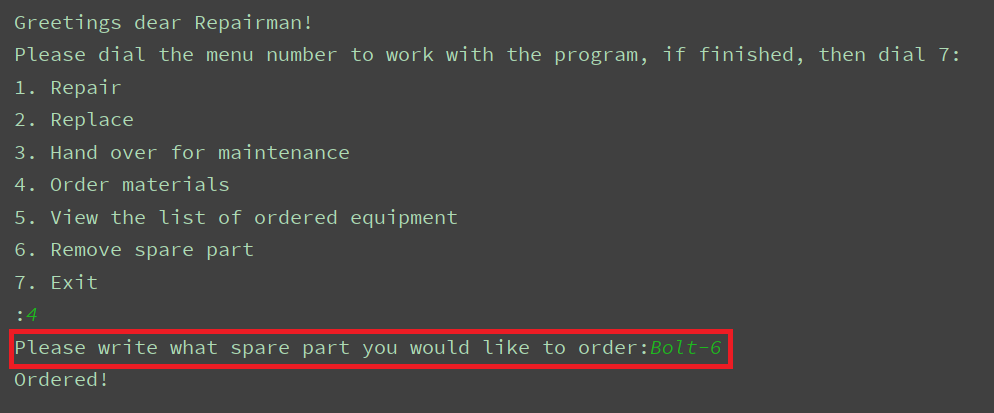 Greetings dear Repairman!
Please dial the menu number to work with the program, if finished, then dial 7:
1. Repair
2. Replace
3. Hand over for maintenance
4. Order materials
5. View the list of ordered equipment
6. Remove spare part
7. Exit
:4
Please write what spare part you would like to order:Bolt-6
Ordered!